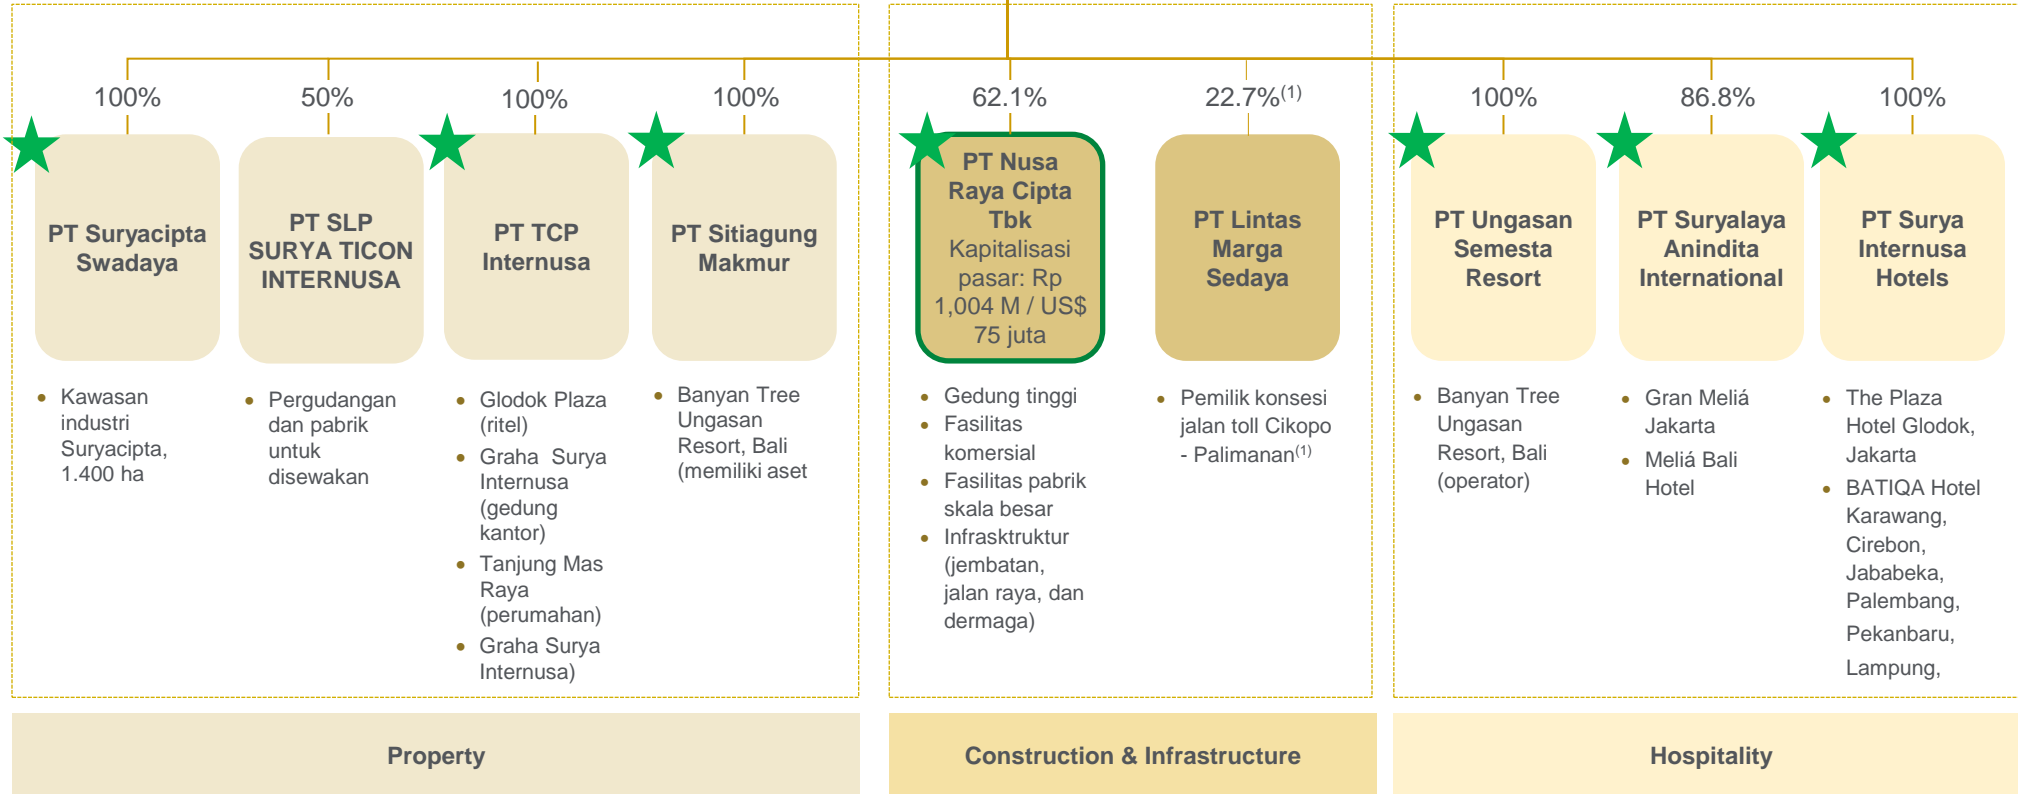 100%
50%
100%
100%
62.1%
22.7%(1)
100%
86.8%
100%
PT Suryacipta
Swadaya
PT SLP
SURYA TICON
INTERNUSA
PT TCP
Internusa
PT Sitiagung
Makmur
PT Nusa
Raya Cipta
Tbk
Kapitalisasi
pasar: Rp
1,004 M / US$
75 juta
PT Lintas
Marga
Sedaya
PT Ungasan
Semesta
Resort
PT Suryalaya
Anindita
International
PT Surya
Internusa
Hotels
• Kawasan
industri
Suryacipta,
1.400 ha
• Pergudangan
dan pabrik
untuk
disewakan
• Glodok Plaza
(ritel)
• Graha Surya
Internusa
(gedung
kantor)
• Tanjung Mas
Raya
(perumahan)
• Graha Surya
Internusa)
• Banyan Tree
Ungasan
Resort, Bali
(memiliki aset
• Gedung tinggi
• Fasilitas
komersial
• Fasilitas pabrik
skala besar
• Infrasktruktur
(jembatan,
jalan raya, dan
dermaga)
• Pemilik konsesi
jalan toll Cikopo
- Palimanan(1)
• Banyan Tree
Ungasan
Resort, Bali
(operator)
• Gran Meliá
Jakarta
• Meliá Bali
Hotel
• The Plaza
Hotel Glodok,
Jakarta
• BATIQA Hotel
Karawang,
Cirebon,
Jababeka,
Palembang,
Pekanbaru,
Lampung,
Property
Construction & Infrastructure
Hospitality